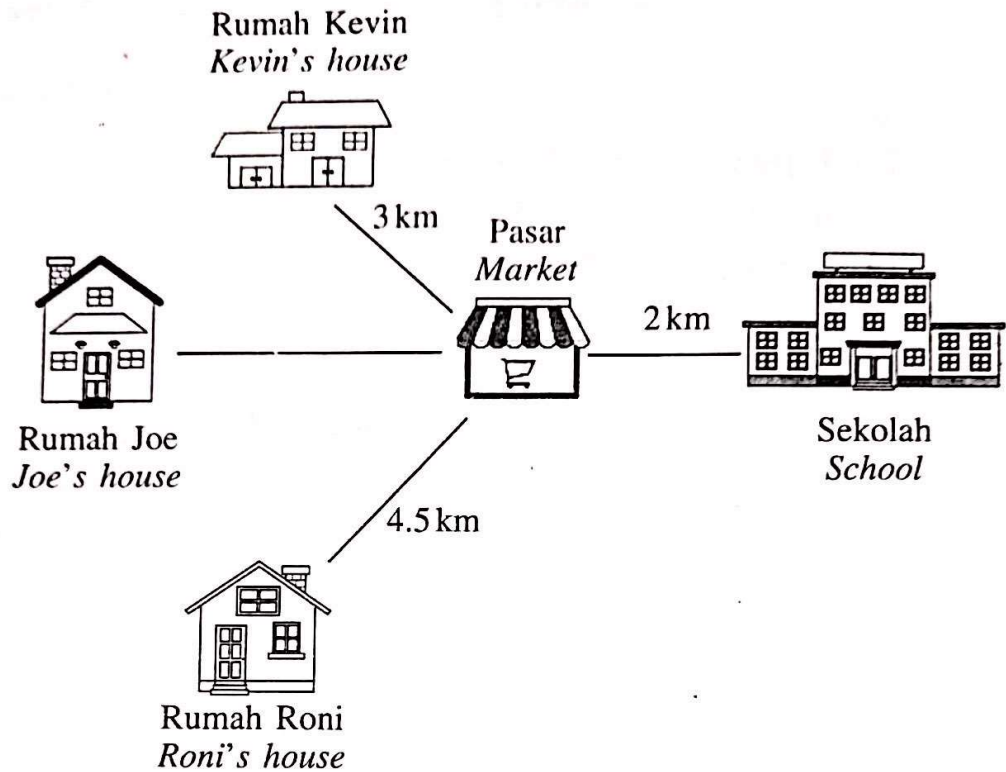 Rumah Kevin
Kevin's house
3 km
Pasar
Market
2 km
Rumah Joe
Joe's house
Sekolah
School
4.5 km
Rumah Roni
Roni's house